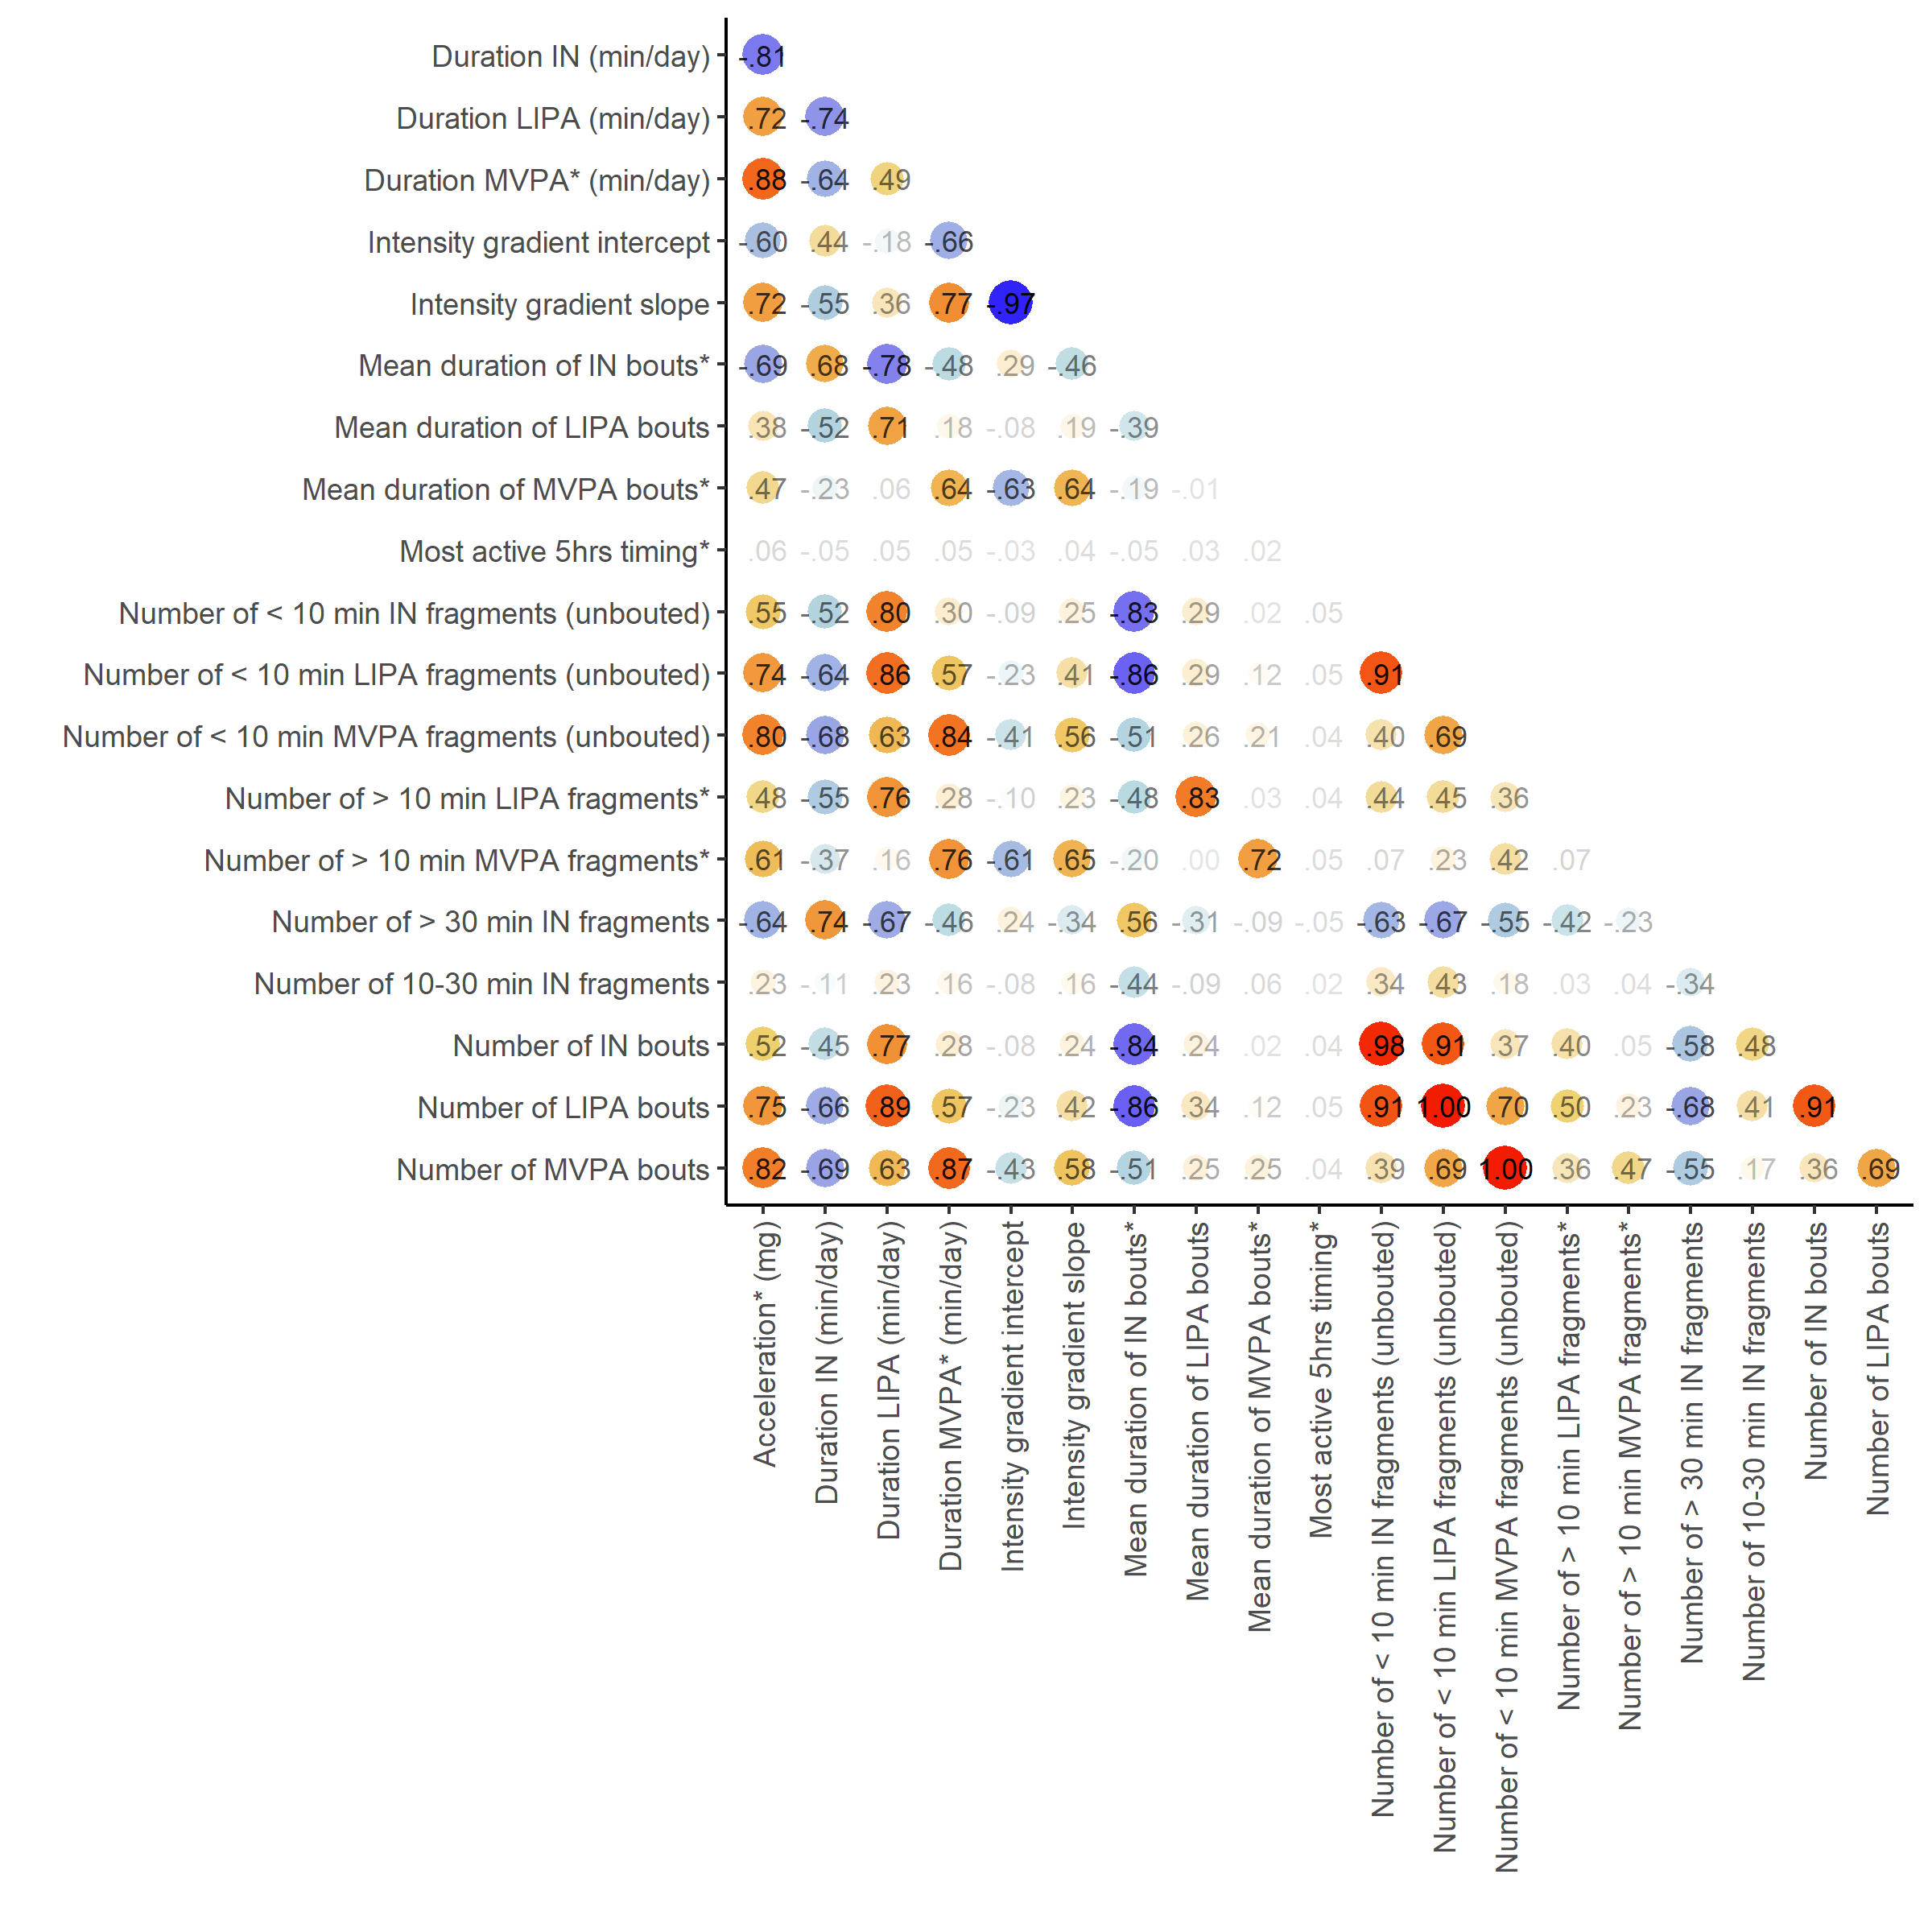 Duration IN (min/day) -.81
Duration LIPA (min/day) .72 -.74
Duration MVPA* (min/day) .88 -.64 .49
Intensity gradient intercept -.60 .44 -.18 -.66
Intensity gradient slope .72 -.55 .36 .77 -.97
Mean duration of IN bouts* -.69 .68 -.78 -.48 .29 -.46
Mean duration of LIPA bouts .38 -.52 .71 .18 -.08 .19 -.39
Mean duration of MVPA bouts* .47 -.23 .06 .64 -.63 .64 -.19 -.01
Most active 5hrs timing* .06 -.05 .05 .05 -.03 .04 -.05 .03 .02
Number of < 10 min IN fragments (unbouted) .55 -.52 .80 .30 -.09 .25 -.83 .29 .02 .05
Number of < 10 min LIPA fragments (unbouted) .74 -.64 .86 .57 -.23 .41 -.86 .29 .12 .05 .91
Number of < 10 min MVPA fragments (unbouted) .80 -.68 .63 .84 -.41 .56 -.51 .26 .21 .04 .40 .69
Number of > 10 min LIPA fragments* .48 -.55 .76 .28 -.10 .23 -.48 .83 .03 .04 .44 .45 .36
Number of > 10 min MVPA fragments* .61 -.37 .16 .76 -.61 .65 -.20 .00 .72 .05 .07 .23 .42 .07
Number of > 30 min IN fragments -.64 .74 -.67 -.46 .24 -.34 .56 -.31 -.09 -.05 -.63 -.67 -.55 -.42 -.23
Number of 10-30 min IN fragments .23 -.11 .23 .16 -.08 .16 -.44 -.09 .06 .02 .34 .43 .18 .03 .04 -.34
Number of IN bouts .52 -.45 .77 .28 -.08 .24 -.84 .24 .02 .04 .98 .91 .37 .40 .05 -.58 .48
Number of LIPA bouts .75 -.66 .89 .57 -.23 .42 -.86 .34 .12 .05 .91 1.00 .70 .50 .23 -.68 .41 .91
Number of MVPA bouts .82 -.69 .63 .87 -.43 .58 -.51 .25 .25 .04 .39 .69 1.00 .36 .47 -.55 .17 .36 .69
Acceleration* (mg)
Duration IN (min/day)
Duration LIPA (min/day)
Duration MVPA* (min/day)
Intensity gradient intercept
Intensity gradient slope
Mean duration of IN bouts*
Mean duration of LIPA bouts
Mean duration of MVPA bouts*
Most active 5hrs timing*
Number of < 10 min IN fragments (unbouted)
Number of < 10 min LIPA fragments (unbouted)
Number of < 10 min MVPA fragments (unbouted)
Number of > 10 min LIPA fragments*
Number of > 10 min MVPA fragments*
Number of > 30 min IN fragments
Number of 10-30 min IN fragments
Number of IN bouts
Number of LIPA bouts